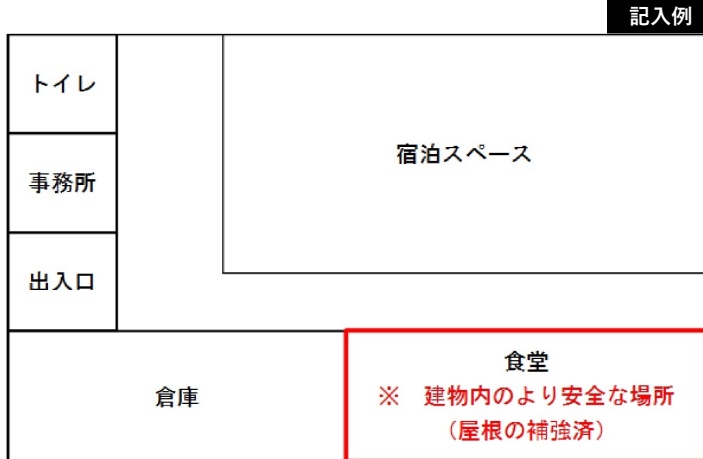 記入例
トイレ
宿泊スペース
事務所
出入口
倉庫
食堂
※　建物内のより安全な場所
（屋根の補強済）